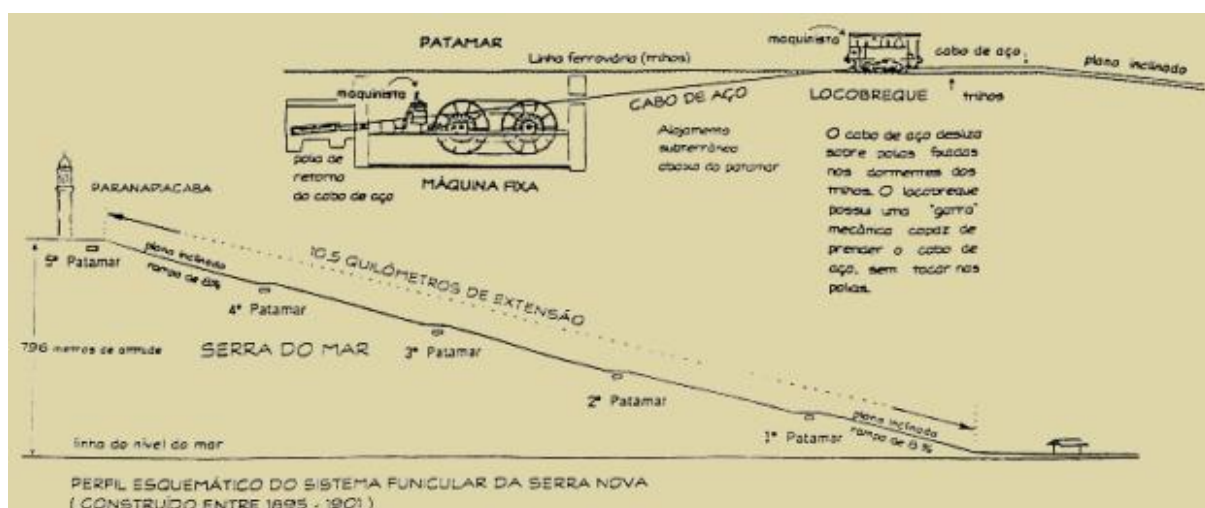 PATAMAR
Linha ferroviária (trilhos)
maquinista
polia de
retorno
do cabo de aço
MÁQUINA FIXA
CABO DE AÇO
Alojamento
subterrâneo
abaixo do patamar
maquinista
cabo de aço
plano inclinado
LOCOBREQUE
trilhos
O cabo de aço desliza
sobre polias fixadas
nos dormentes dos
trilhos. O locobreque
possui uma "garra"
mecânica capaz de
prender o cabo de
aço, sem tocar nas
polias.
PARANAPIACABA
5º Patamar
plano inclinado
rampa de 8%
4º Patamar
10.5 QUILÔMETROS DE EXTENSÃO
796 metros de altitude
SERRA DO MAR
3º Patamar
2º Patamar
1º Patamar
plano inclinado
rampa de 8%
linha do nível do mar
PERFIL ESQUEMÁTICO DO SISTEMA FUNICULAR DA SERRA NOVA
( CONSTRUÍDO ENTRE 1895 - 1901 )